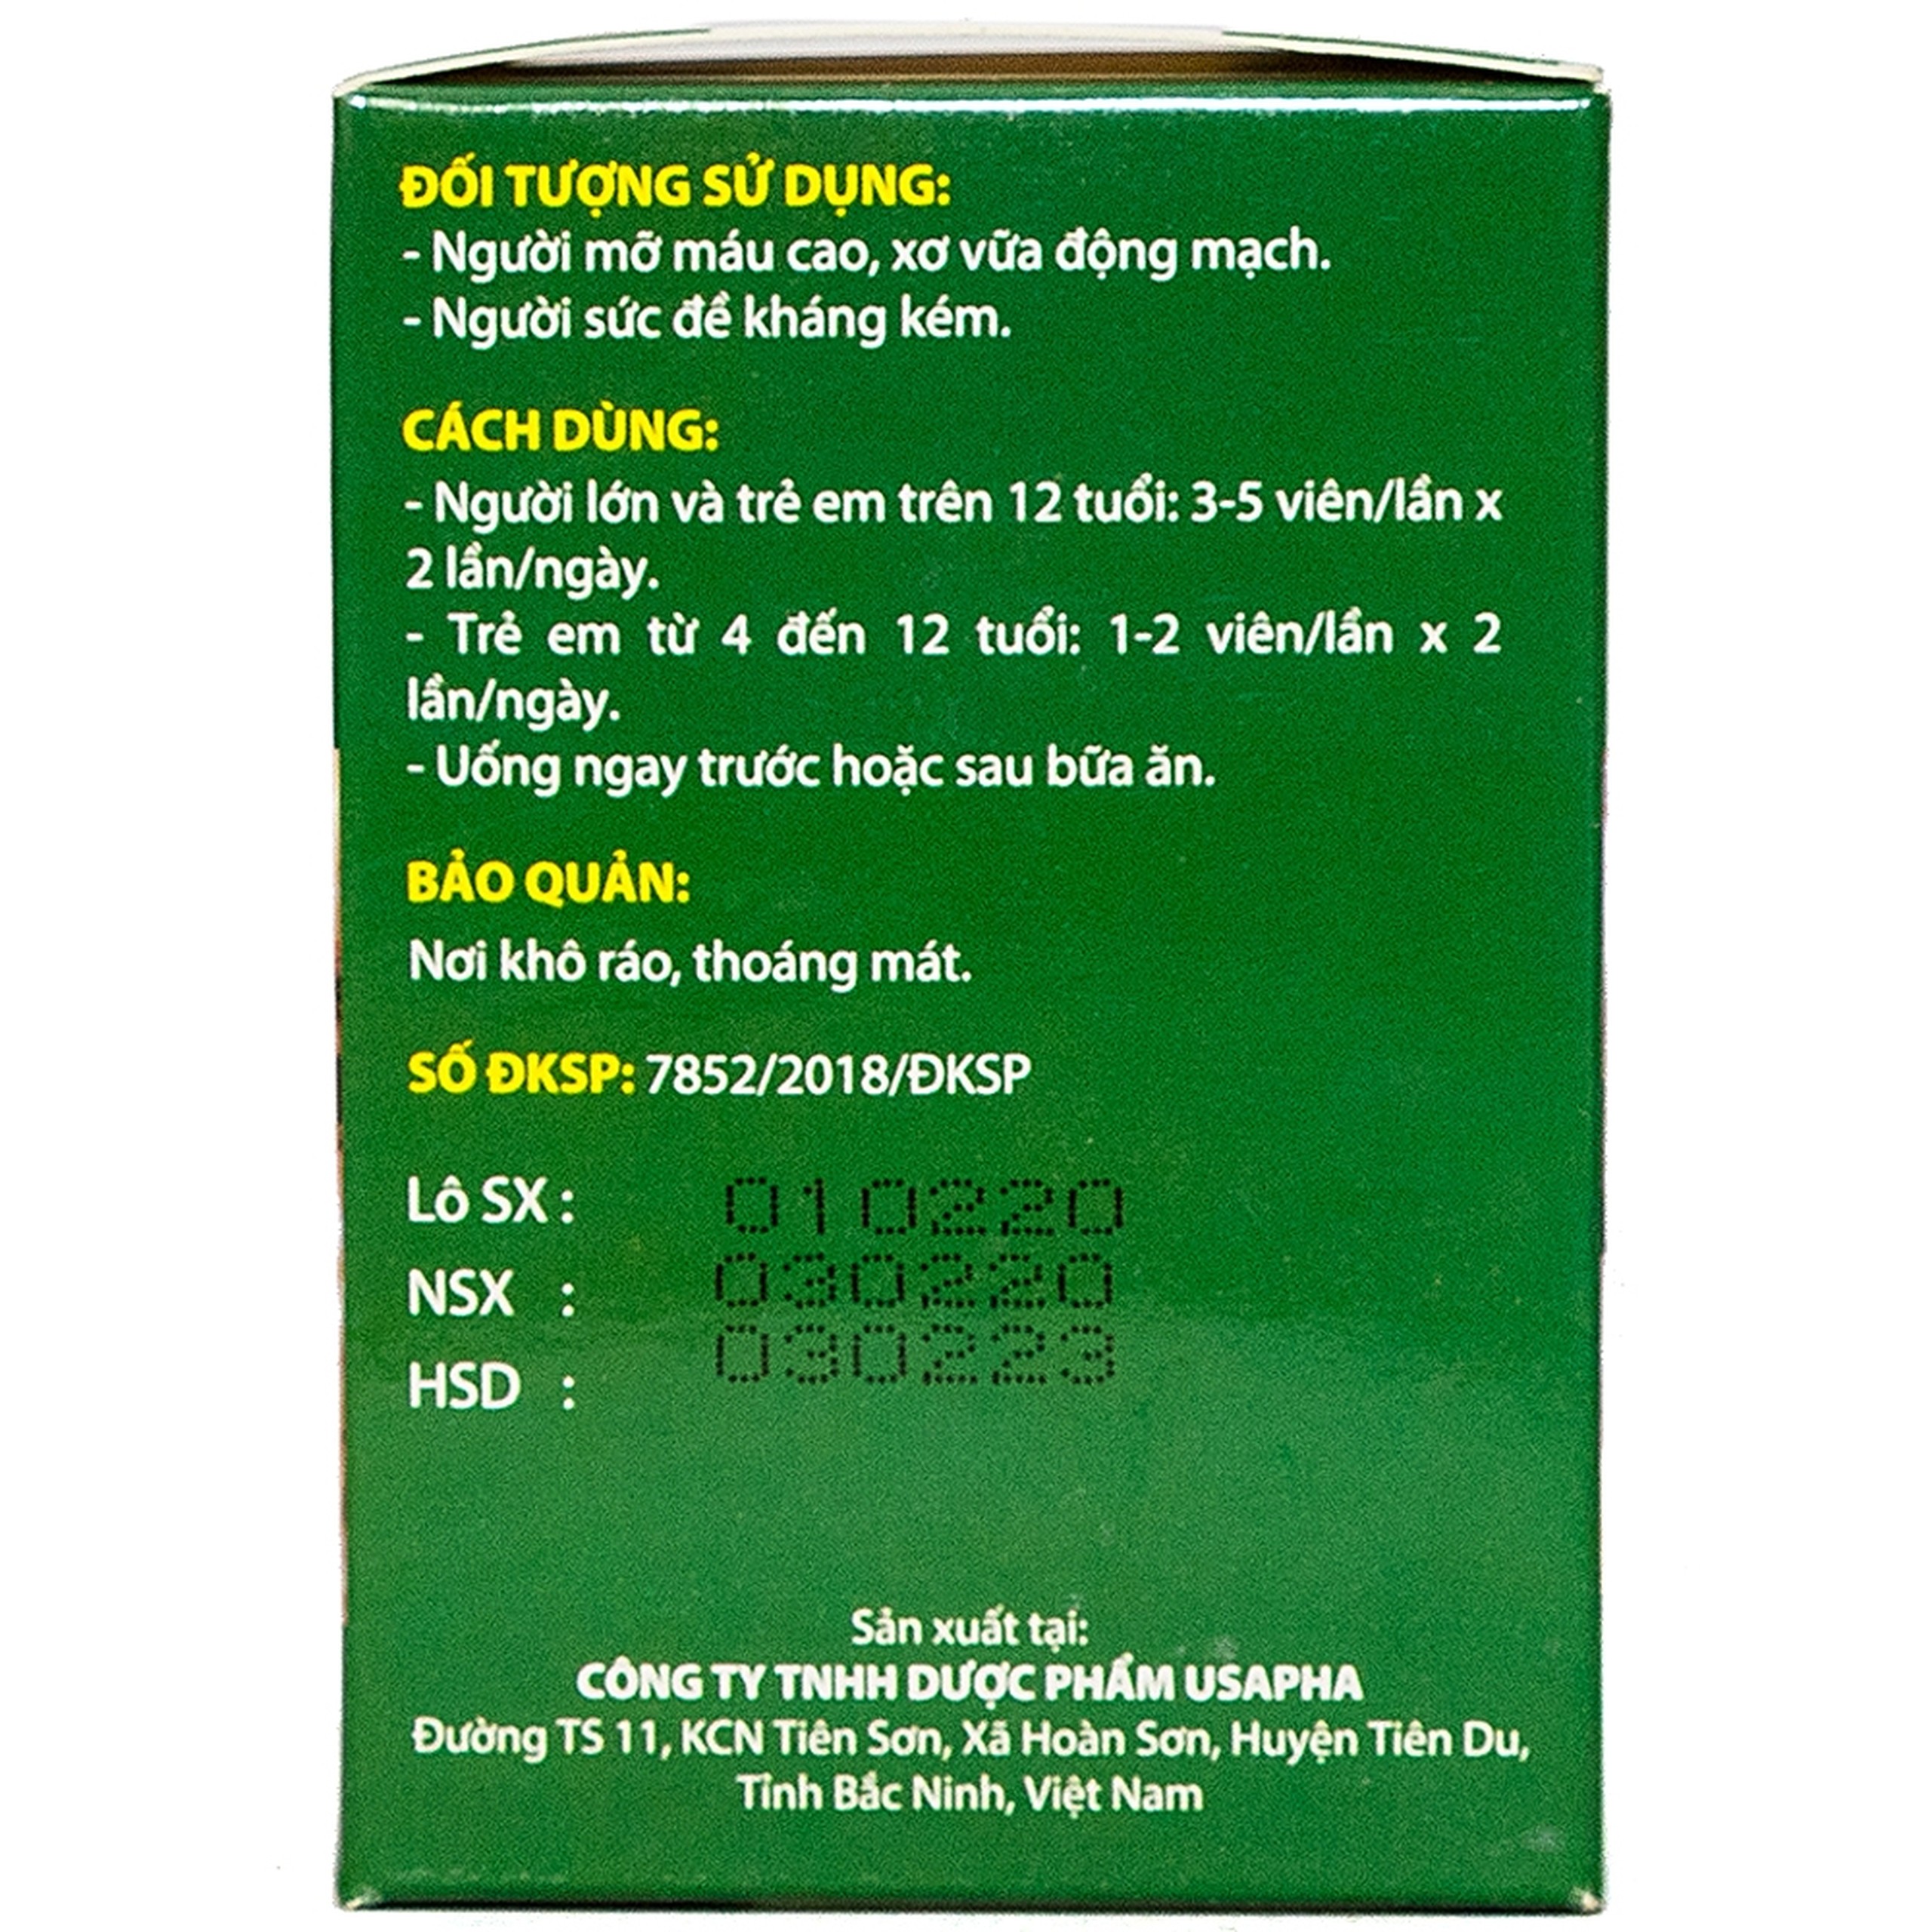 ĐỐI TƯỢNG SỬ DỤNG:
- Người mỡ máu cao, xơ vữa động mạch.
- Người sức đề kháng kém.
CÁCH DÙNG:
- Người lớn và trẻ em trên 12 tuổi: 3-5 viên/lần x
2 lần/ngày.
- Trẻ em từ 4 đến 12 tuổi: 1-2 viên/lần x 2
lần/ngày.
- Uống ngay trước hoặc sau bữa ăn.
BẢO QUẢN:
Nơi khô ráo, thoáng mát.
SỐ ĐKSP: 7852/2018/ĐKSP
Lô SX : 010220
NSX : 030220
HSD : 030223
Sản xuất tại:
CÔNG TY TNHH DƯỢC PHẨM USAPHA
Đường TS 11, KCN Tiên Sơn, Xã Hoàn Sơn, Huyện Tiên Du,
Tỉnh Bắc Ninh, Việt Nam